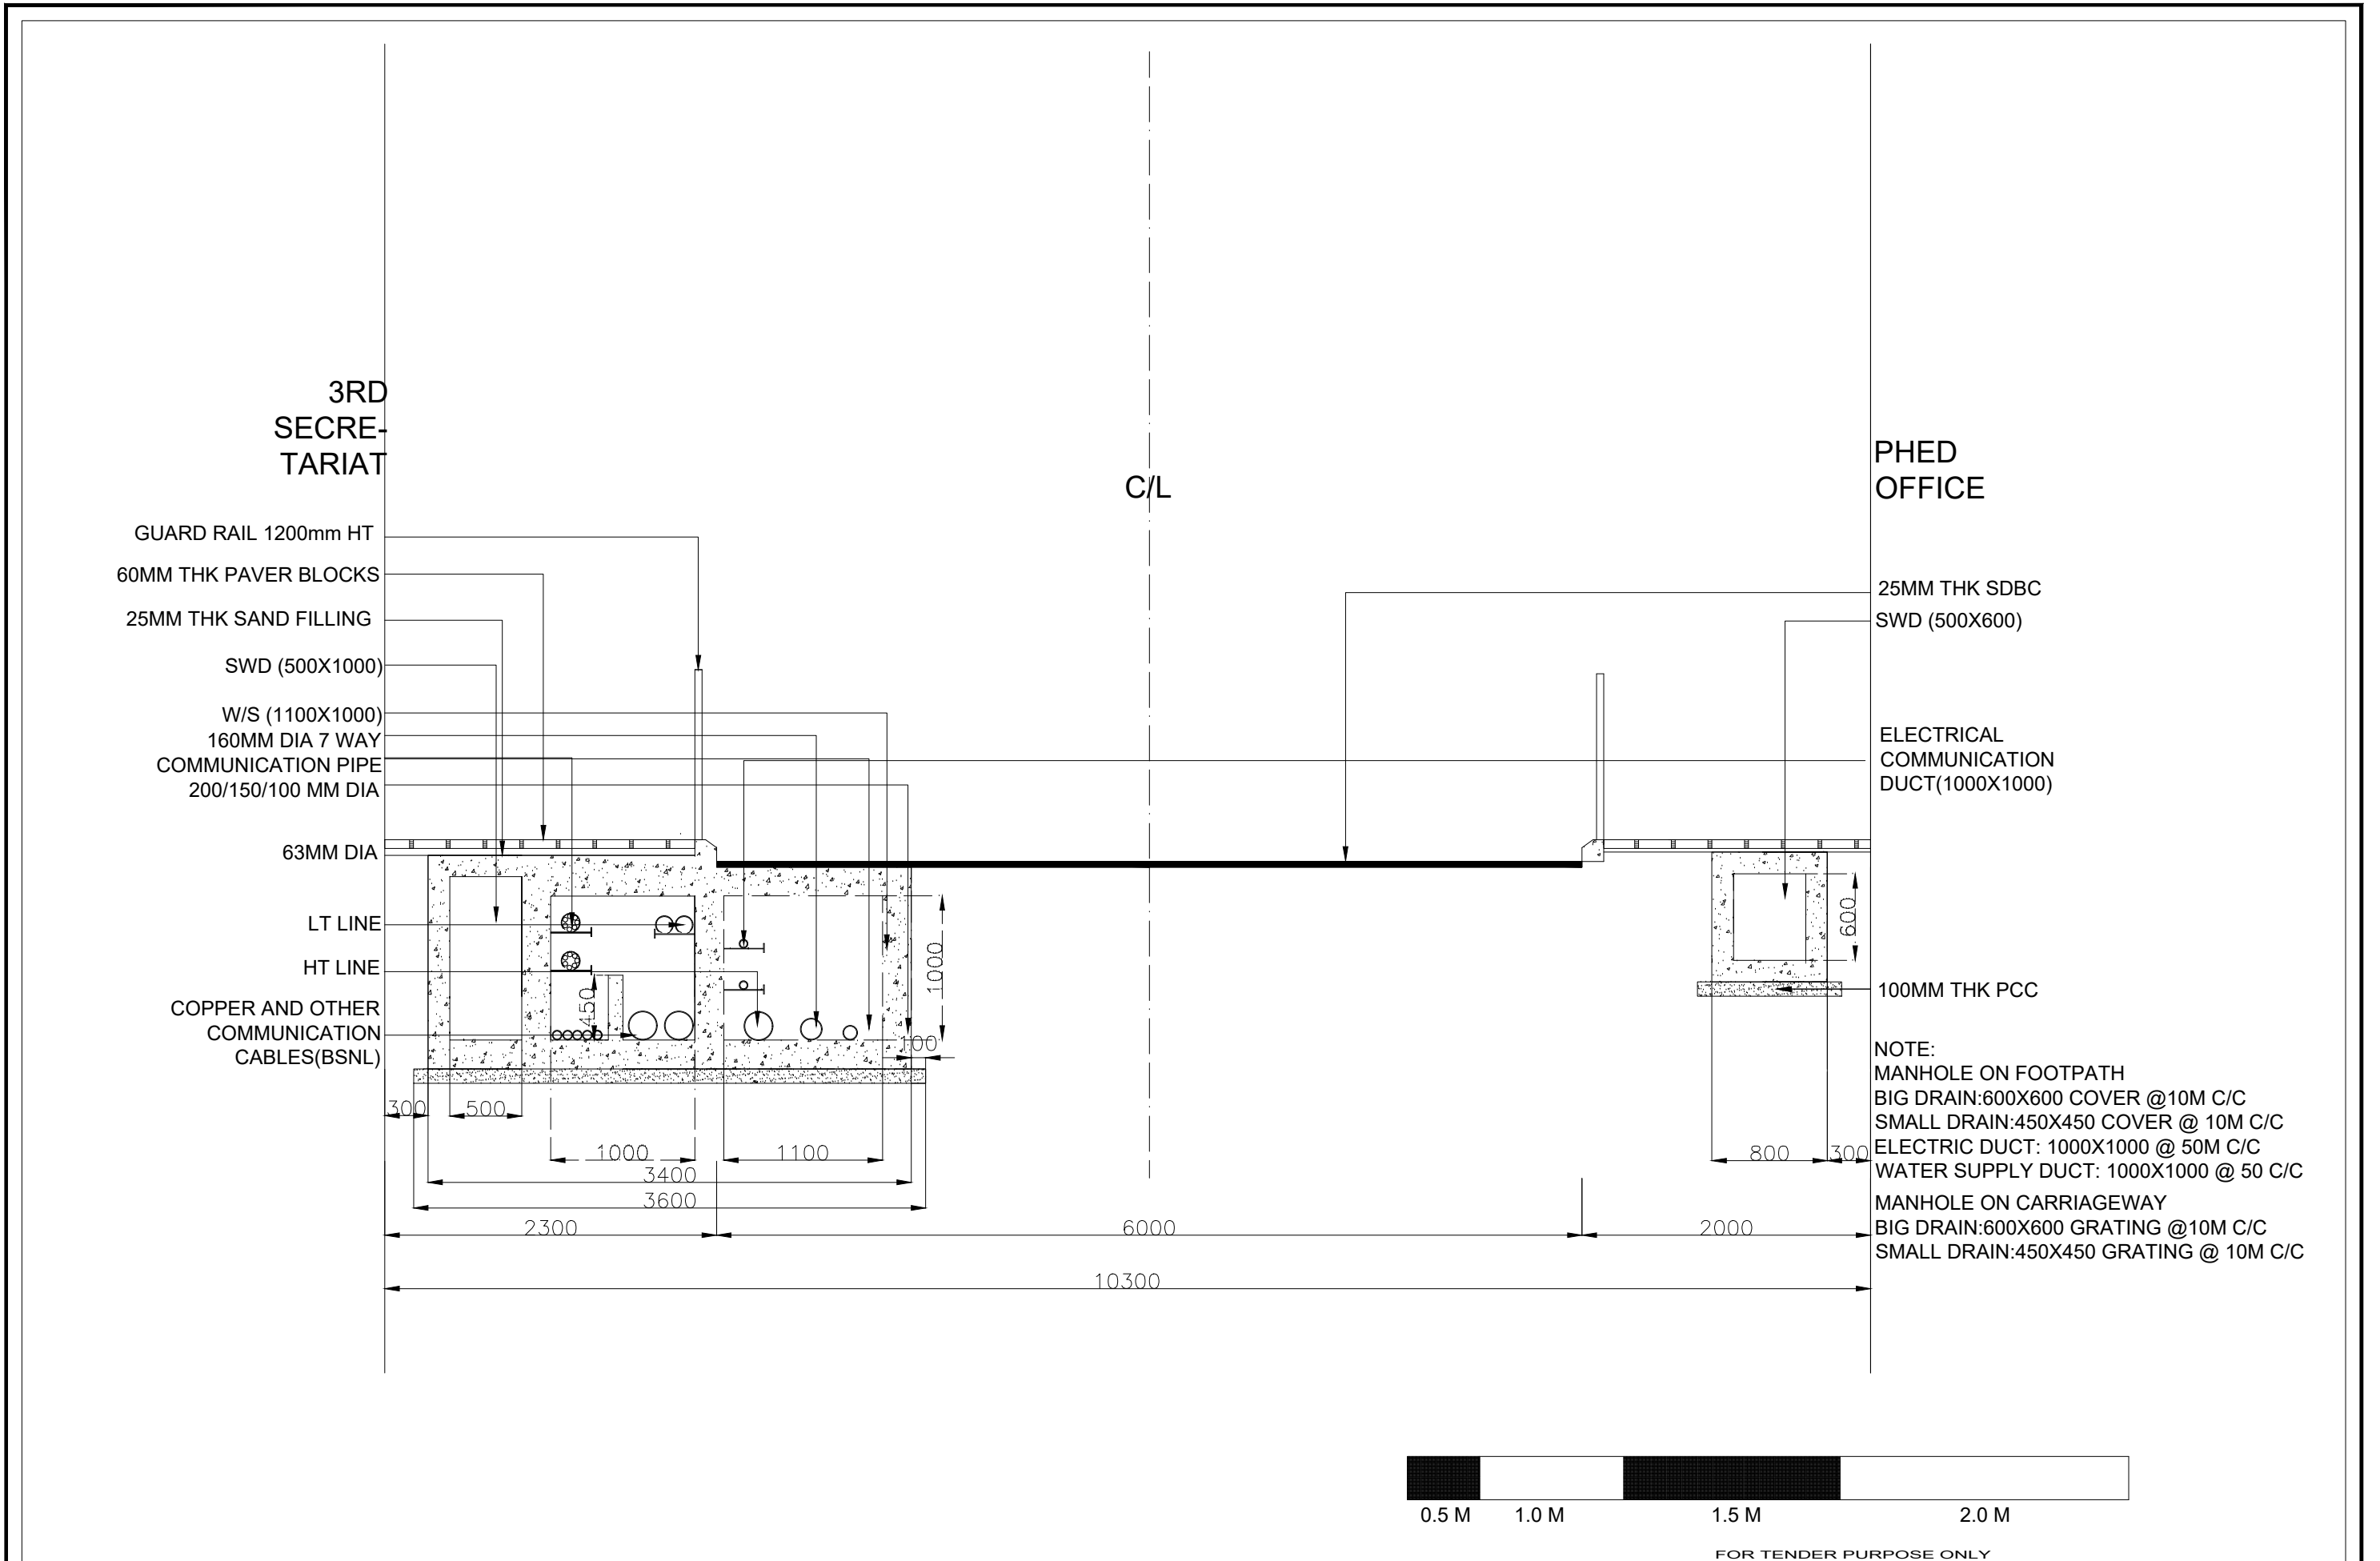 3RD
SECRE-
TARIAT
C/L
PHED
OFFICE
GUARD RAIL 1200mm HT
60MM THK PAVER BLOCKS
25MM THK SAND FILLING
SWD (500X1000)
W/S (1100X1000)
160MM DIA 7 WAY
COMMUNICATION PIPE
200/150/100 MM DIA
63MM DIA
LT LINE
HT LINE
COPPER AND OTHER
COMMUNICATION
CABLES(BSNL)
25MM THK SDBC
SWD (500X600)
ELECTRICAL
COMMUNICATION
DUCT(1000X1000)
600
100MM THK PCC
450
1000
100
300
500
1000
1100
3400
3600
800
300
2300
6000
2000
10300
NOTE:
MANHOLE ON FOOTPATH
BIG DRAIN:600X600 COVER @10M C/C
SMALL DRAIN:450X450 COVER @ 10M C/C
ELECTRIC DUCT: 1000X1000 @ 50M C/C
WATER SUPPLY DUCT: 1000X1000 @ 50 C/C
MANHOLE ON CARRIAGEWAY
BIG DRAIN:600X600 GRATING @10M C/C
SMALL DRAIN:450X450 GRATING @ 10M C/C
0.5 M 1.0 M 1.5 M 2.0 M
FOR TENDER PURPOSE ONLY